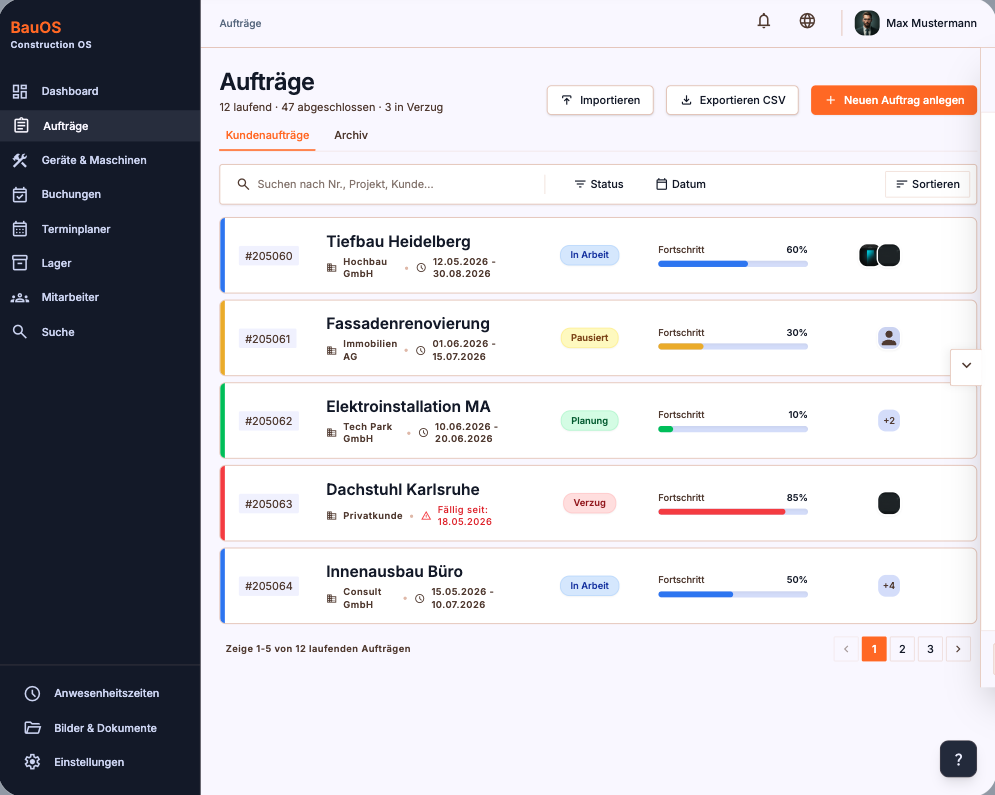 BauOS
Construction OS
Dashboard
Aufträge
Geräte & Maschinen
Buchungen
Terminplaner
Lager
Mitarbeiter
Suche
Anwesenheitszeiten
Bilder & Dokumente
Einstellungen
Aufträge
Max Mustermann
Aufträge
12 laufend · 47 abgeschlossen · 3 in Verzug
Importieren
Exportieren CSV
+ Neuen Auftrag anlegen
Kundenaufträge
Archiv
Suchen nach Nr., Projekt, Kunde...
Status
Datum
Sortieren
#205060
Tiefbau Heidelberg
Hochbau
GmbH
12.05.2026 -
30.08.2026
In Arbeit
Fortschritt
60%
#205061
Fassadenrenovierung
Immobilien
AG
01.06.2026 -
15.07.2026
Pausiert
Fortschritt
30%
#205062
Elektroinstallation MA
Tech Park
GmbH
10.06.2026 -
20.06.2026
Planung
Fortschritt
10%
+2
#205063
Dachstuhl Karlsruhe
Privatkunde
Fällig seit:
18.05.2026
Verzug
Fortschritt
85%
#205064
Innenausbau Büro
Consult
GmbH
15.05.2026 -
10.07.2026
In Arbeit
Fortschritt
50%
+4
Zeige 1-5 von 12 laufenden Aufträgen
1
2
3
?